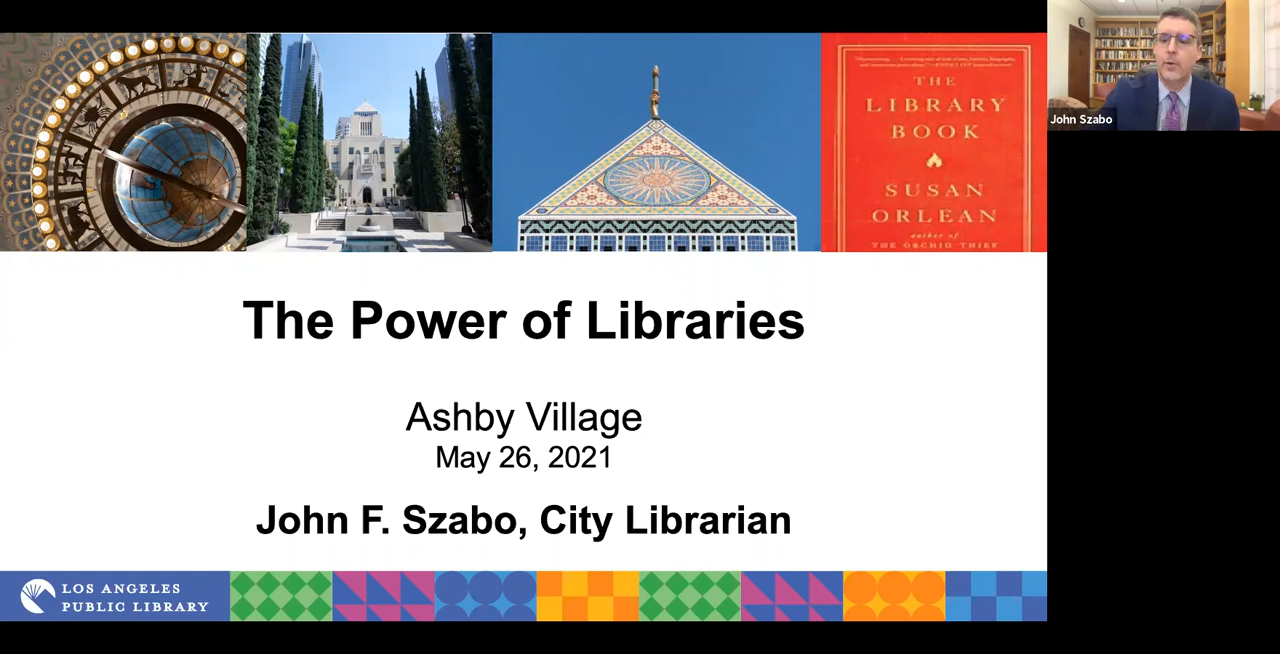 THE
LIBRARY
BOOK
SUSAN
ORLEAN
author of
THE ORCHID THIEF
John Szabo
The Power of Libraries
Ashby Village
May 26, 2021
John F. Szabo, City Librarian
LOS ANGELES
PUBLIC LIBRARY